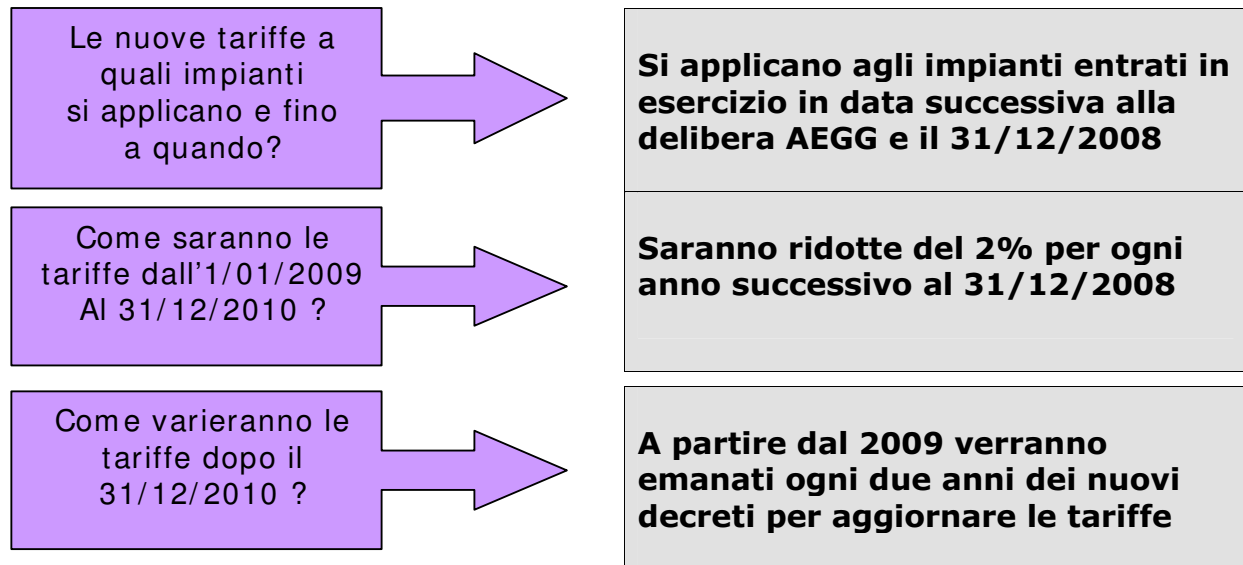 Le nuove tariffe a
quali impianti
si applicano e fino
a quando?
Si applicano agli impianti entrati in
esercizio in data successiva alla
delibera AEGG e il 31/12/2008
Come saranno le
tariffe dall'1/01/2009
Al 31/12/2010 ?
Saranno ridotte del 2% per ogni
anno successivo al 31/12/2008
Come varieranno le
tariffe dopo il
31/12/2010 ?
A partire dal 2009 verranno
emanati ogni due anni dei nuovi
decreti per aggiornare le tariffe